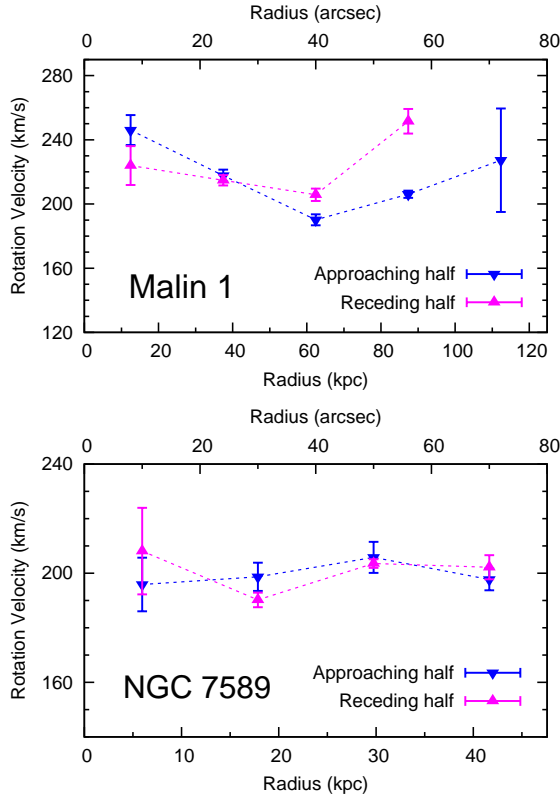 Radius (arcsec)
0 20 40 60 80
280
240
200
160
120
Rotation Velocity (km/s)
Malin 1
Approaching half
Receding half
0 20 40 60 80 100 120
Radius (kpc)
Radius (arcsec)
0 20 40 60 80
240
200
160
Rotation Velocity (km/s)
NGC 7589
Approaching half
Receding half
0 10 20 30 40
Radius (kpc)